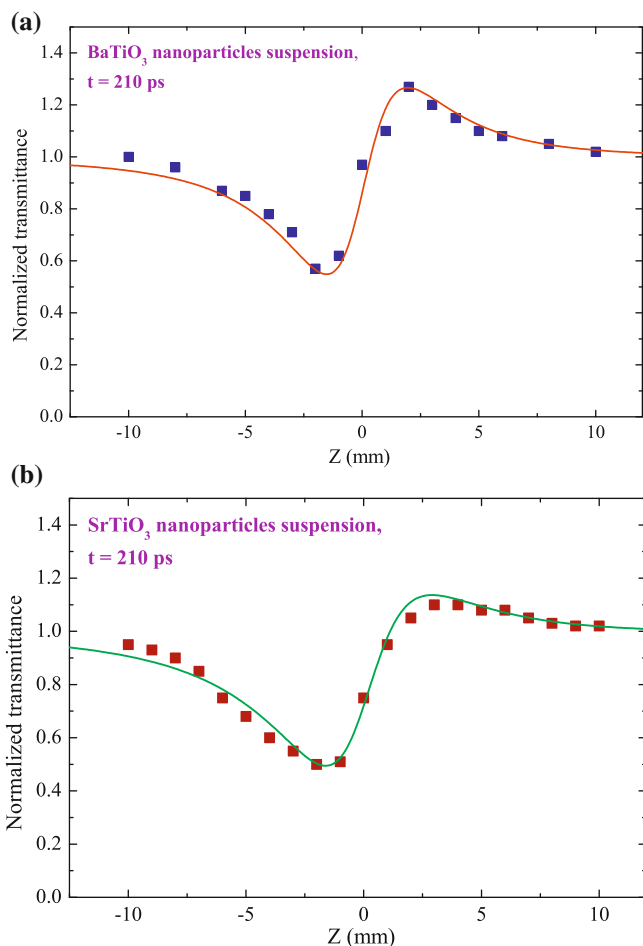 (a)
BaTiO₃ nanoparticles suspension,
t = 210 ps
1.4
1.2
1.0
0.8
0.6
0.4
0.2
0.0
Normalized transmittance
-10
-5
0
5
10
Z (mm)
(b)
SrTiO₃ nanoparticles suspension,
t = 210 ps
1.4
1.2
1.0
0.8
0.6
0.4
0.2
0.0
Normalized transmittance
-10
-5
0
5
10
Z (mm)